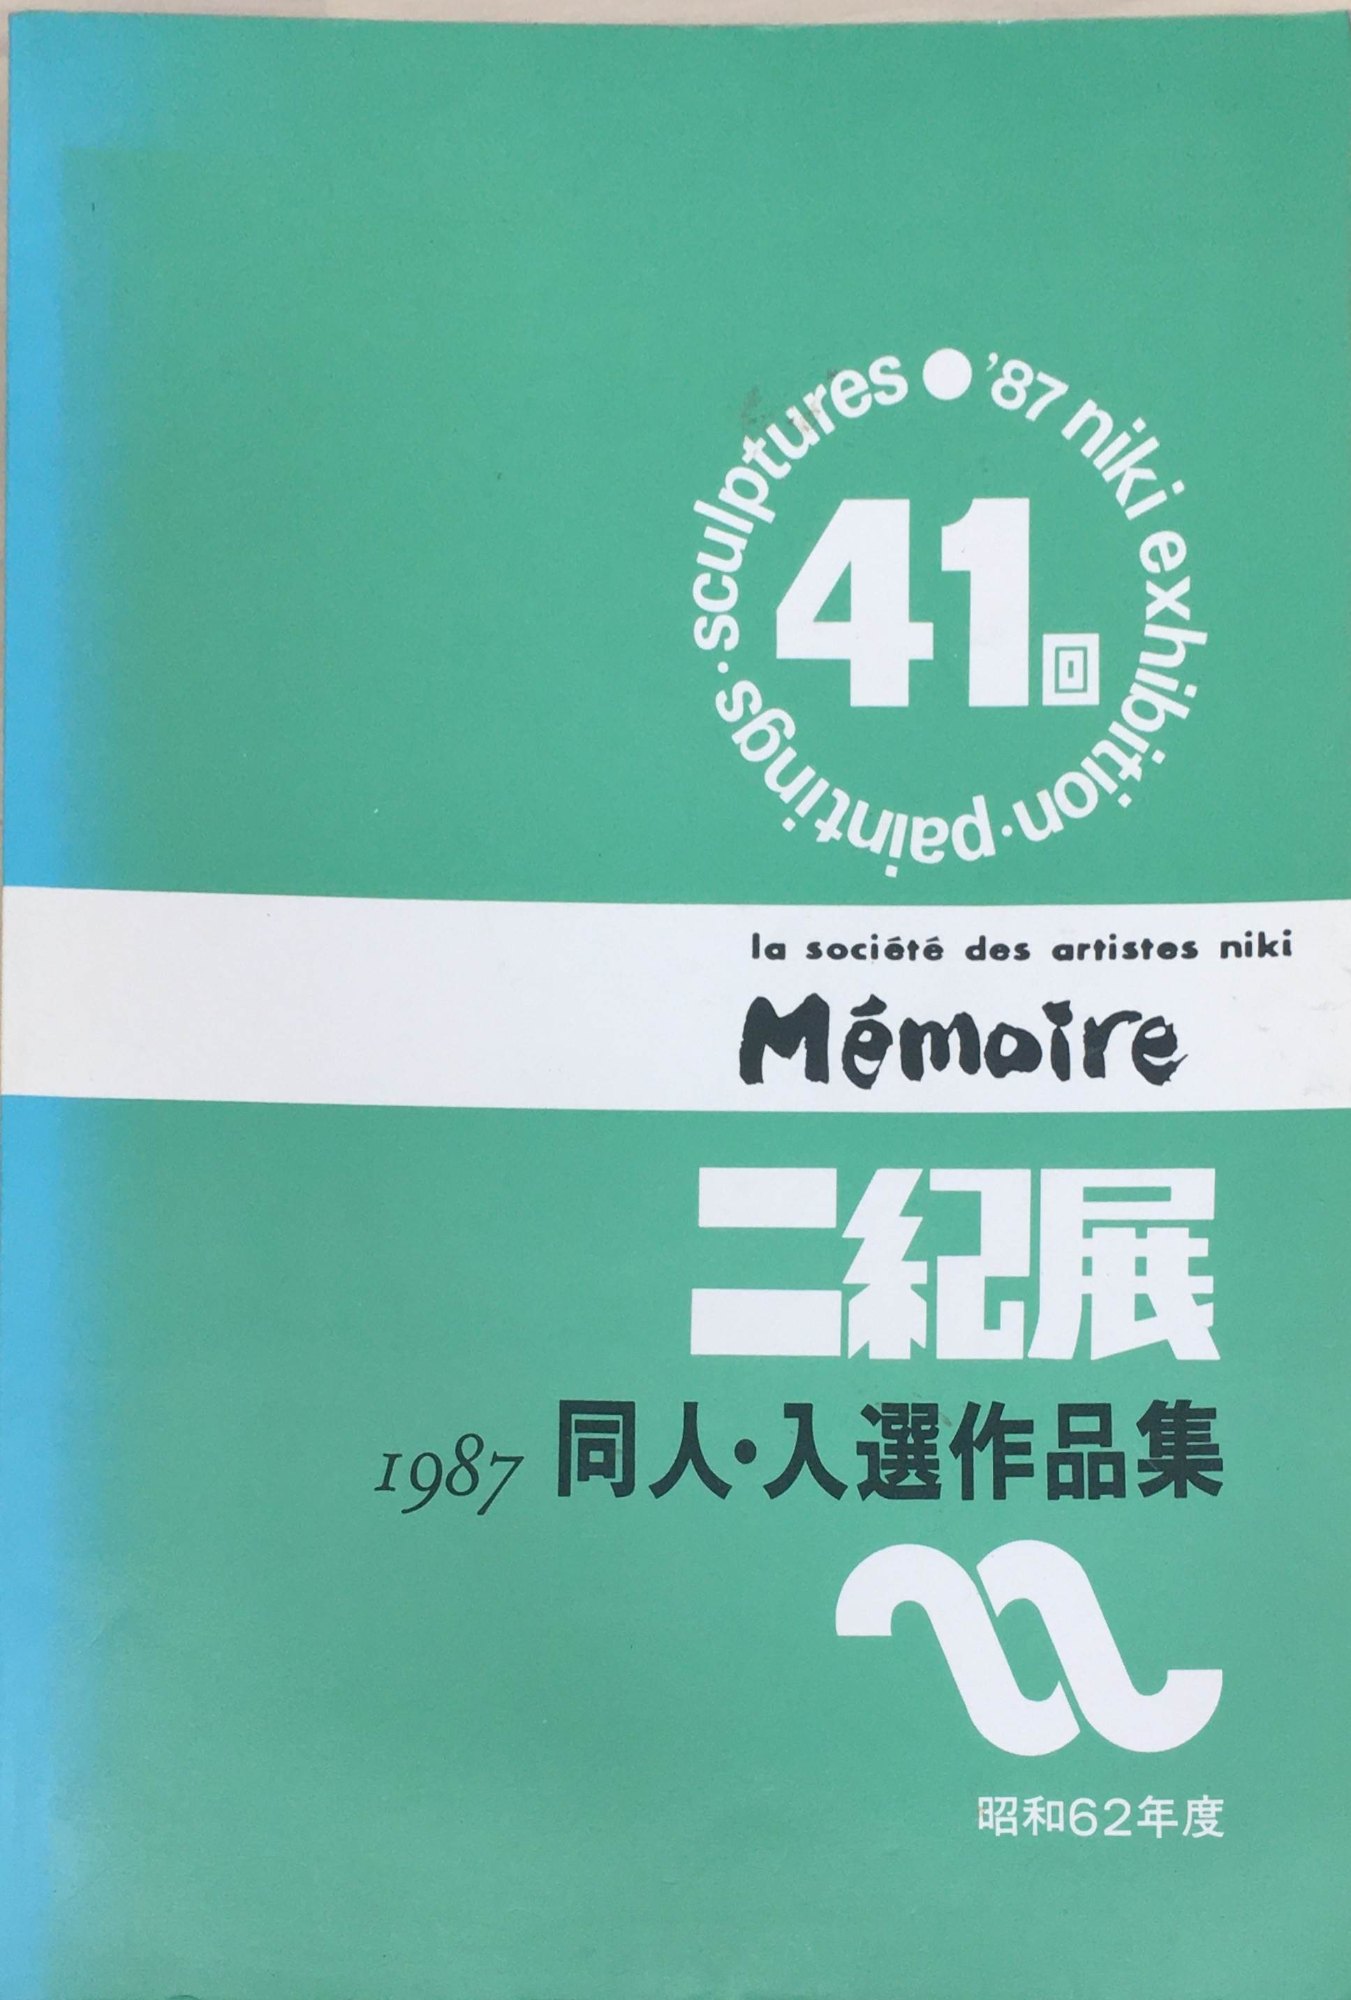 ●'87 niki exhibition・paintings・sculptures
41回
la société des artistes niki
Mémoire
二紀展
1987 同人・入選作品集
昭和62年度